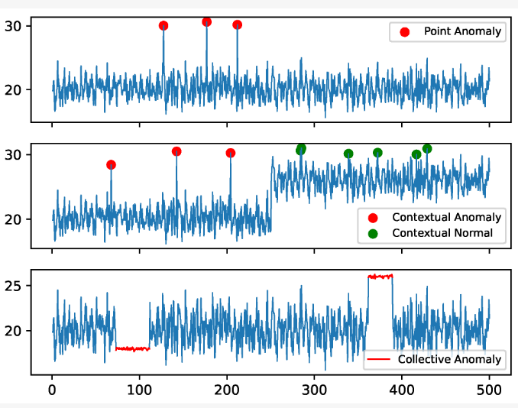 30
20
Point Anomaly
30
20
Contextual Anomaly
Contextual Normal
25
20
Collective Anomaly
0 100 200 300 400 500